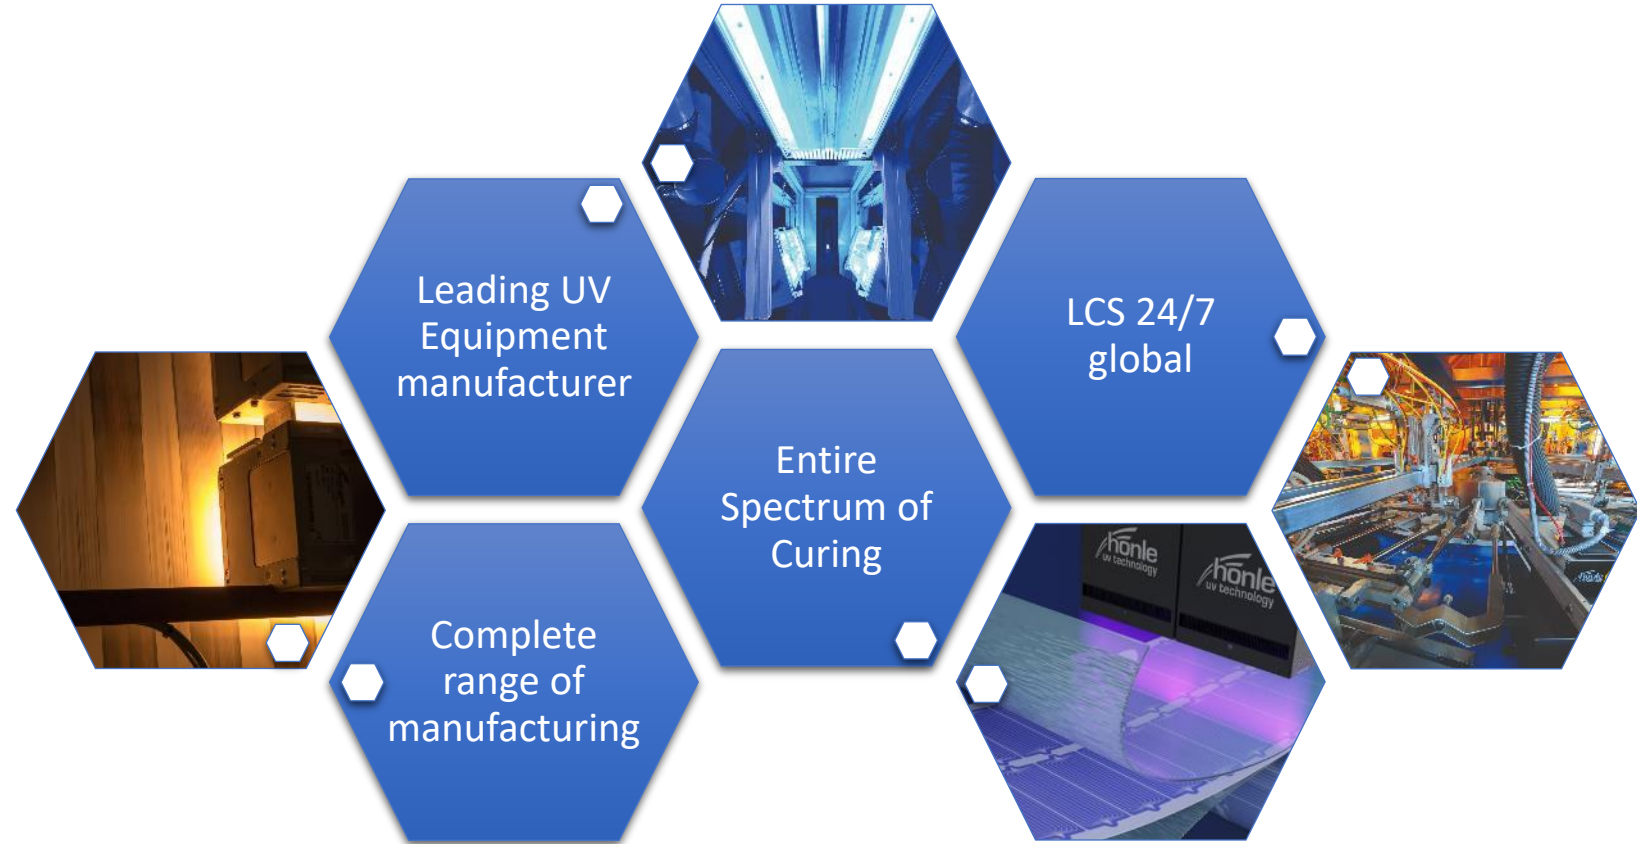 Leading UV
Equipment
manufacturer
LCS 24/7
global
Entire
Spectrum of
Curing
Complete
range of
manufacturing
hönle
uv technology
hönle
uv technology